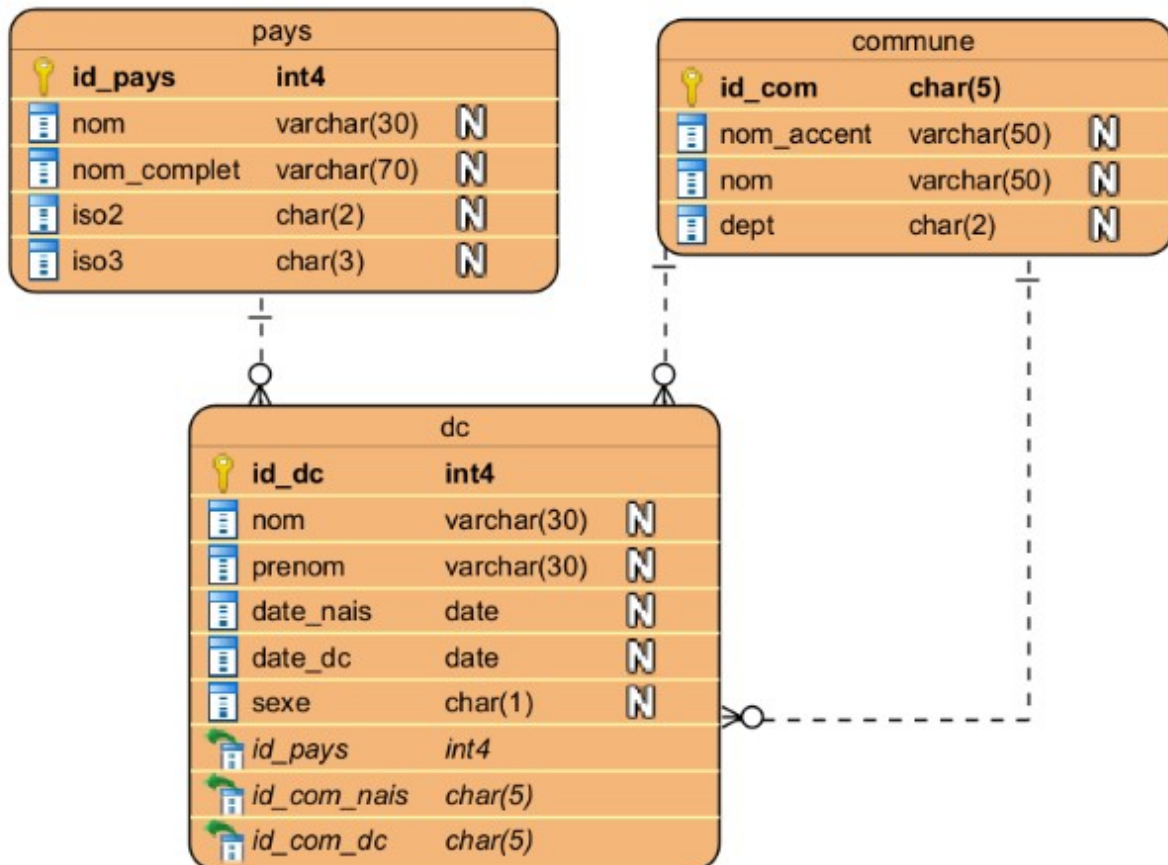 pays
id_pays int4
nom varchar(30) N
nom_complet varchar(70) N
iso2 char(2) N
iso3 char(3) N
commune
id_com char(5)
nom_accent varchar(50) N
nom varchar(50) N
dept char(2) N
dc
id_dc int4
nom varchar(30) N
prenom varchar(30) N
date_nais date N
date_dc date N
sexe char(1) N
id_pays int4
id_com_nais char(5)
id_com_dc char(5)